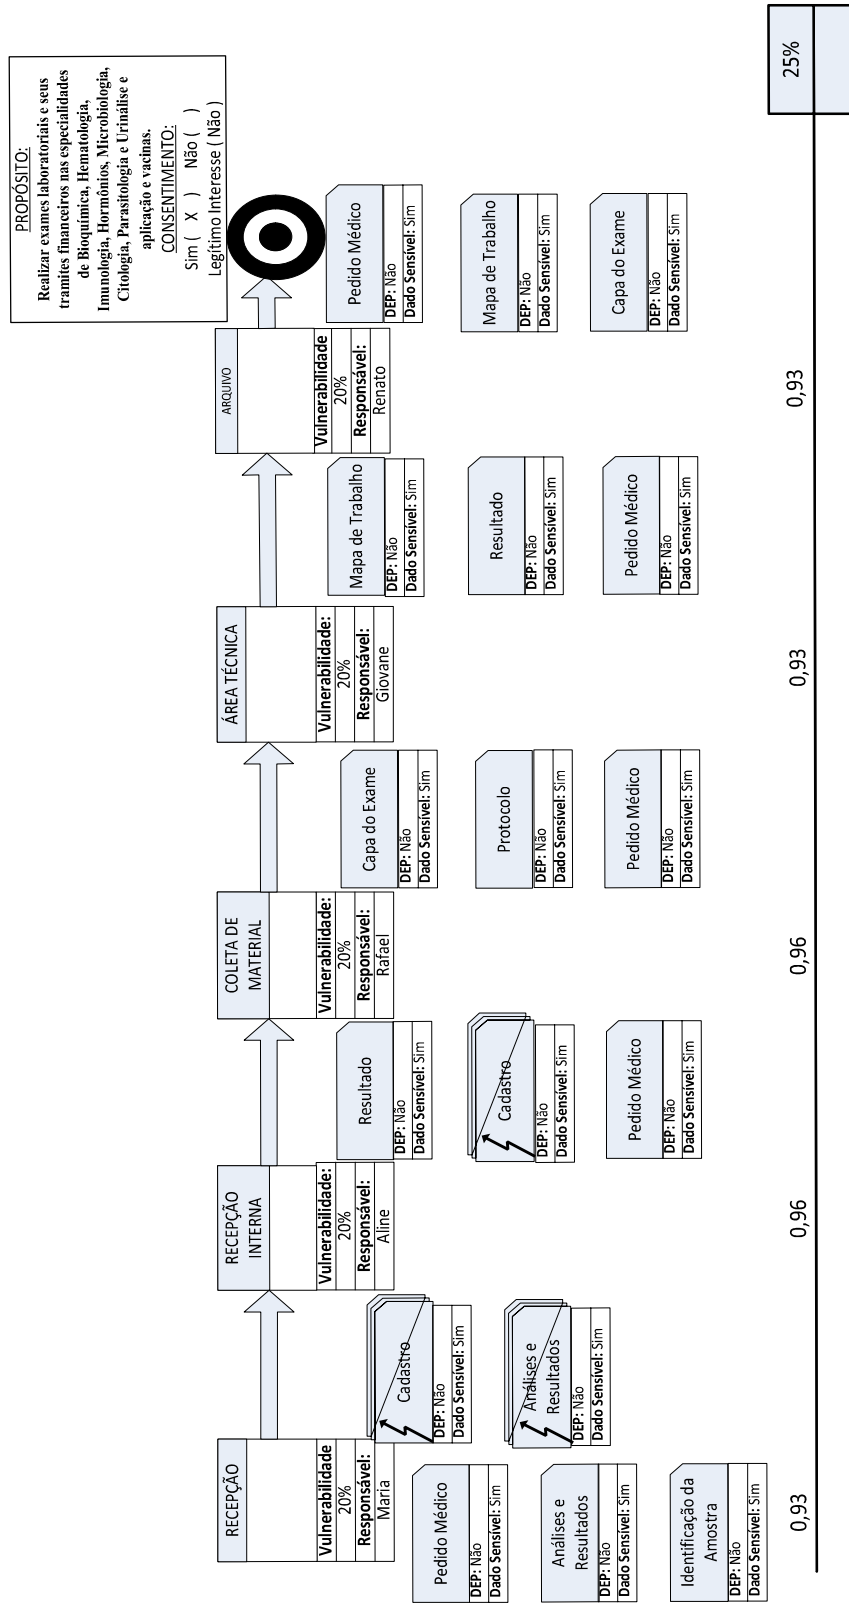 PROPÓSITO:
Realizar exames laboratoriais e seus
tramites financeiros nas especialidades
de Bioquímica, Hematologia,
Imunologia, Hormônios, Microbiologia,
Citologia, Parasitologia e Urinálise e
aplicação e vacinas.
CONSENTIMENTO:
Sim ( X ) Não ( )
Legítimo Interesse ( Não )
RECEPÇÃO
Vulnerabilidade
20%
Responsável:
Maria
RECEPÇÃO
INTERNA
Vulnerabilidade:
20%
Responsável:
Aline
COLETA DE
MATERIAL
Vulnerabilidade:
20%
Responsável:
Rafael
ÁREA TÉCNICA
Vulnerabilidade:
20%
Responsável:
Giovane
ARQUIVO
Vulnerabilidade
20%
Responsável:
Renato
Pedido Médico
DEP: Não
Dado Sensível: Sim
Análises e
Resultados
DEP: Não
Dado Sensível: Sim
Identificação da
Amostra
DEP: Não
Dado Sensível: Sim
Cadastro
DEP: Não
Dado Sensível: Sim
Análises e
Resultados
DEP: Não
Dado Sensível: Sim
Resultado
DEP: Não
Dado Sensível: Sim
Cadastro
DEP: Não
Dado Sensível: Sim
Pedido Médico
DEP: Não
Dado Sensível: Sim
Capa do Exame
DEP: Não
Dado Sensível: Sim
Protocolo
DEP: Não
Dado Sensível: Sim
Pedido Médico
DEP: Não
Dado Sensível: Sim
Mapa de Trabalho
DEP: Não
Dado Sensível: Sim
Resultado
DEP: Não
Dado Sensível: Sim
Pedido Médico
DEP: Não
Dado Sensível: Sim
Pedido Médico
DEP: Não
Dado Sensível: Sim
Mapa de Trabalho
DEP: Não
Dado Sensível: Sim
Capa do Exame
DEP: Não
Dado Sensível: Sim
0,93
0,96
0,96
0,93
0,93
25%